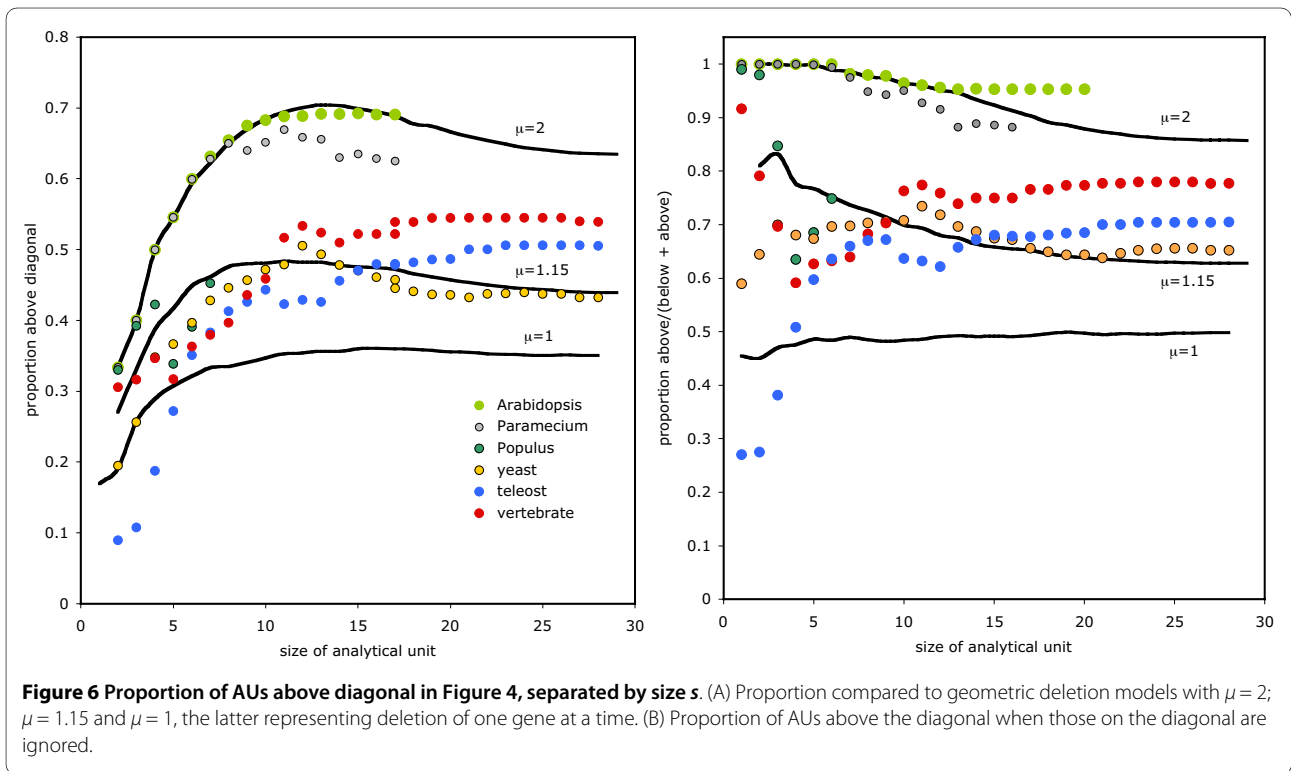 0.8
0.7
0.6
0.5
0.4
0.3
0.2
0.1
0
proportion above diagonal
μ=2
μ=1.15
μ=1
Arabidopsis
Paramecium
Populus
yeast
teleost
vertebrate
0 5 10 15 20 25 30
size of analytical unit
1
0.9
0.8
0.7
0.6
0.5
0.4
0.3
0.2
0.1
0
proportion above/(below + above)
μ=2
μ=1.15
μ=1
0 5 10 15 20 25 30
size of analytical unit
Figure 6 Proportion of AUs above diagonal in Figure 4, separated by size s. (A) Proportion compared to geometric deletion models with μ = 2;
μ = 1.15 and μ = 1, the latter representing deletion of one gene at a time. (B) Proportion of AUs above the diagonal when those on the diagonal are
ignored.